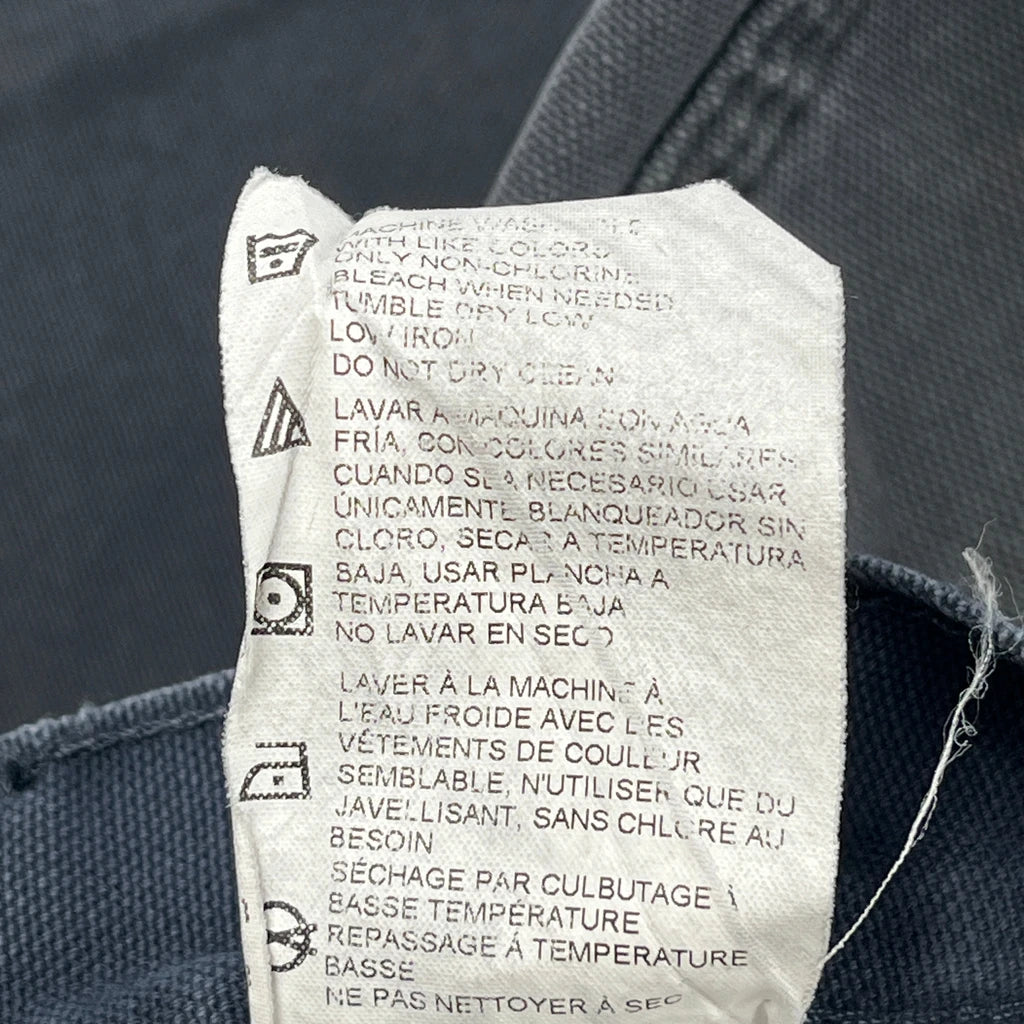 MACHINE WASH
WITH LIKE COLORS
ONLY NON-CHLORINE
BLEACH WHEN NEEDED
TUMBLE DRY LOW
LOW IRON
DO NOT DRY CLEAN
LAVAR A MAQUINA CON AGUA
FRÍA, CON COLORES SIMILARES
CUANDO SEA NECESARIO USAR
ÚNICAMENTE BLANQUEADOR SIN
CLORO, SECAR A TEMPERATURA
BAJA, USAR PLANCHA A
TEMPERATURA BAJA
NO LAVAR EN SECO
LAVER À LA MACHINE À
L'EAU FROIDE AVEC DES
VÉTEMENTS DE COULEUR
SEMBLABLE, N'UTILISER QUE DU
JAVELLISANT, SANS CHLORE AU
BESOIN
SÉCHAGE PAR CULBUTAGE À
BASSE TEMPÉRATURE
REPASSAGE Á TEMPERATURE
BASSE
NE PAS NETTOYER À SEC